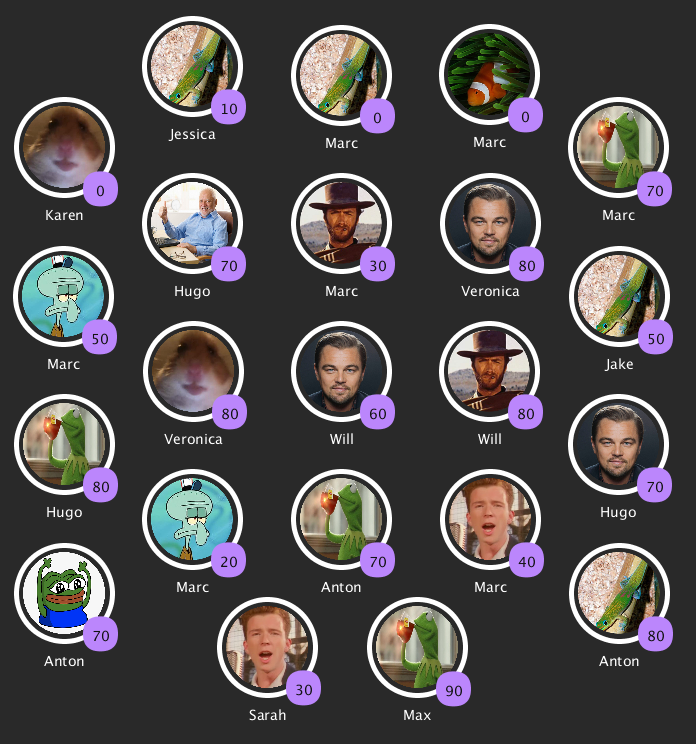 10
Jessica
0
Marc
0
Marc
0
Karen
70
Marc
70
Hugo
30
Marc
80
Veronica
50
Marc
50
Jake
80
Veronica
60
Will
80
Will
80
Hugo
70
Hugo
20
Marc
70
Anton
40
Marc
70
Anton
80
Anton
30
Sarah
90
Max